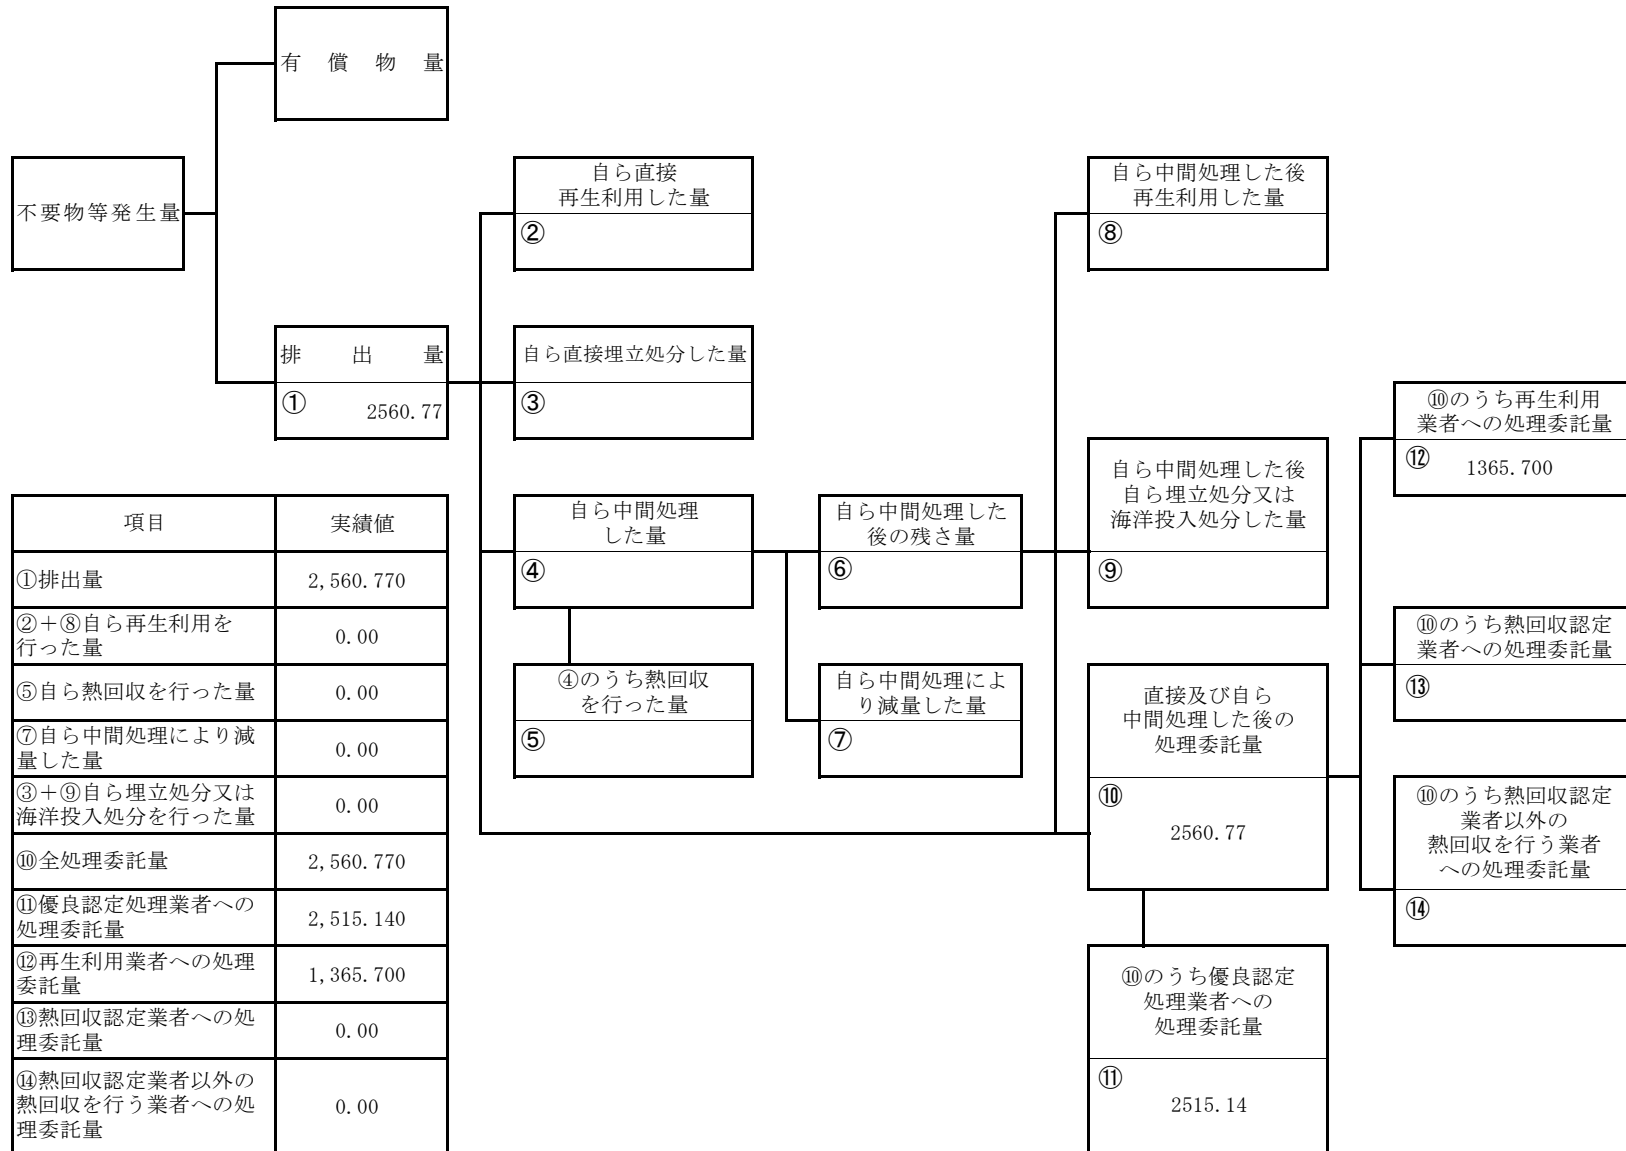 有償物量
不要物等発生量
排出量
①
2560.77
自ら直接
再生利用した量
②
自ら直接埋立処分した量
③
自ら中間処理
した量
④
④のうち熱回収
を行った量
⑤
自ら中間処理した
後の残さ量
⑥
自ら中間処理によ
り減量した量
⑦
自ら中間処理した後
再生利用した量
⑧
自ら中間処理した後
自ら埋立処分又は
海洋投入処分した量
⑨
直接及び自ら
中間処理した後の
処理委託量
⑩
2560.77
⑩のうち優良認定
処理業者への
処理委託量
⑪
2515.14
⑩のうち再生利用
業者への処理委託量
⑫
1365.700
⑩のうち熱回収認定
業者への処理委託量
⑬
⑩のうち熱回収認定
業者以外の
熱回収を行う業者
への処理委託量
⑭
項目 実績値
①排出量 2,560.770
②+⑧自ら再生利用を
行った量 0.00
⑤自ら熱回収を行った量 0.00
⑦自ら中間処理により減
量した量 0.00
③+⑨自ら埋立処分又は
海洋投入処分を行った量 0.00
⑩全処理委託量 2,560.770
⑪優良認定処理業者への
処理委託量 2,515.140
⑫再生利用業者への処理
委託量 1,365.700
⑬熱回収認定業者への処
理委託量 0.00
⑭熱回収認定業者以外の
熱回収を行う業者への処
理委託量 0.00